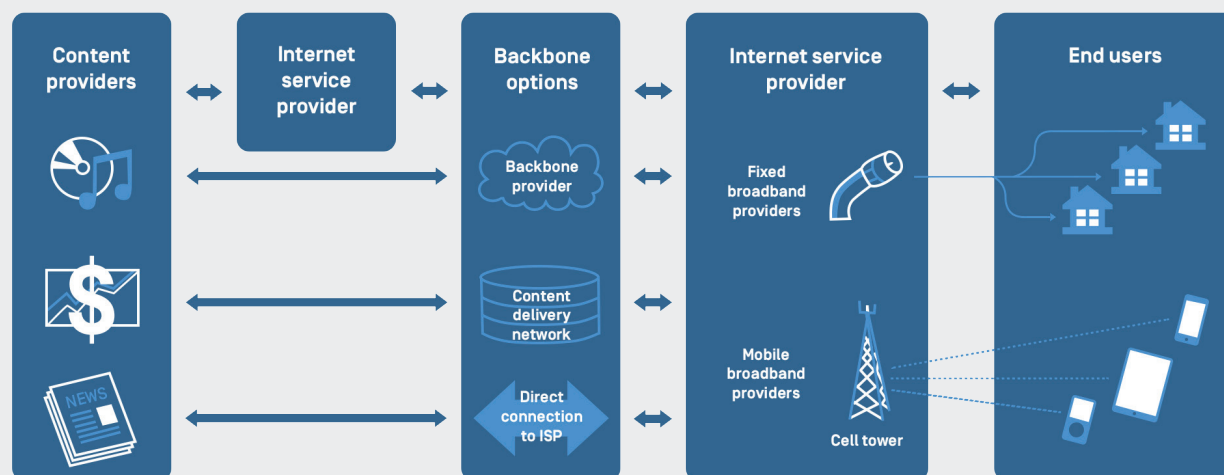 Content
providers
Internet
service
provider
Backbone
options
Internet service
provider
End users
Backbone
provider
Fixed
broadband
providers
Content
delivery
network
Mobile
broadband
providers
NEWS
Direct
connection
to ISP
Cell tower